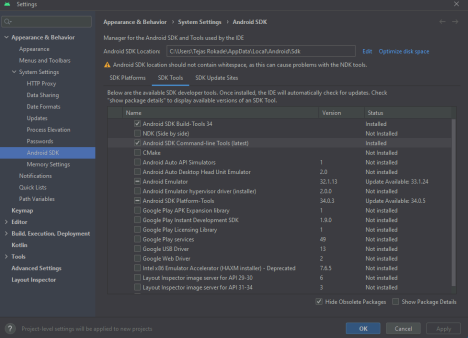 Settings
Appearance & Behavior
Appearance
Menus and Toolbars
System Settings
HTTP Proxy
Data Sharing
Date Formats
Updates
Process Elevation
Passwords
Android SDK
Memory Settings
Notifications
Quick Lists
Path Variables
Keymap
Editor
Build, Execution, Deployment
Kotlin
Tools
Advanced Settings
Layout Inspector
Appearance & Behavior › System Settings › Android SDK
Manager for the Android SDK and Tools used by the IDE
Android SDK Location: C:\Users\Tejas Rokade\AppData\Local\Android\Sdk Edit Optimize disk space
Android SDK location should not contain whitespace, as this can cause problems with the NDK tools.
SDK Platforms SDK Tools SDK Update Sites
Below are the available SDK developer tools. Once installed, the IDE will automatically check for updates. Check
"show package details" to display available versions of an SDK Tool.
Name Version Status
Android SDK Build-Tools 34 Installed
NDK (Side by side) Not Installed
Android SDK Command-line Tools (latest) Installed
CMake Not Installed
Android Auto API Simulators 1 Not installed
Android Auto Desktop Head Unit Emulator 2.0 Not installed
Android Emulator 32.1.13 Update Available: 33.1.24
Android Emulator hypervisor driver (installer) 2.0.0 Not installed
Android SDK Platform-Tools 34.0.3 Update Available: 34.0.5
Google Play APK Expansion library 1 Not installed
Google Play Instant Development SDK 1.9.0 Not installed
Google Play Licensing Library 1 Not installed
Google Play services 49 Not installed
Google USB Driver 13 Not installed
Google Web Driver 2 Not installed
Intel x86 Emulator Accelerator (HAXM installer) - Deprecated 7.6.5 Not installed
Layout Inspector image server for API 29-30 6 Not installed
Layout Inspector image server for API 31-34 3 Not installed
Hide Obsolete Packages Show Package Details
? Project-level settings will be applied to new projects
OK Cancel Apply